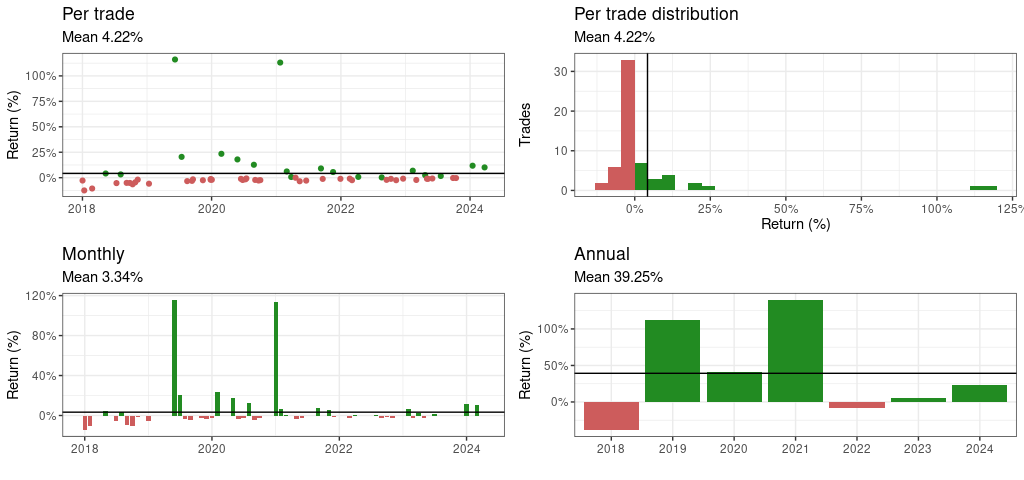 Per trade
Mean 4.22%
Return (%)
100%
75%
50%
25%
0%
2018 2020 2022 2024
Per trade distribution
Mean 4.22%
Trades
30
20
10
0
0% 25% 50% 75% 100% 125%
Return (%)
Monthly
Mean 3.34%
Return (%)
120%
80%
40%
0%
2018 2020 2022 2024
Annual
Mean 39.25%
Return (%)
100%
50%
0%
2018 2019 2020 2021 2022 2023 2024